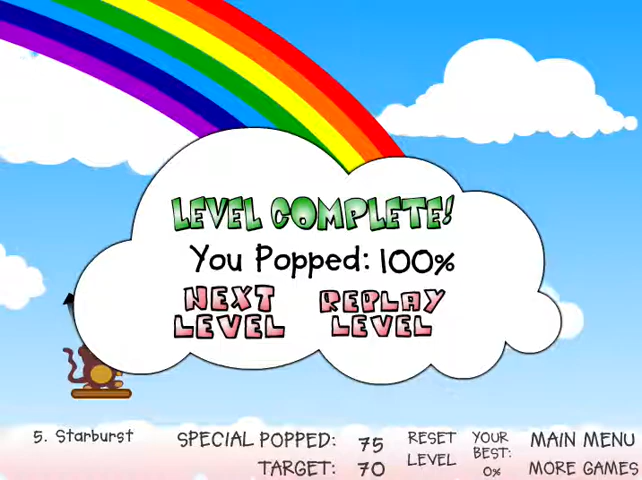 LEVEL COMPLETE!
You Popped: 100%
NEXT LEVEL
REPLAY LEVEL
5. Starburst
SPECIAL POPPED: 75
TARGET: 70
RESET LEVEL
YOUR BEST: 0%
MAIN MENU
MORE GAMES